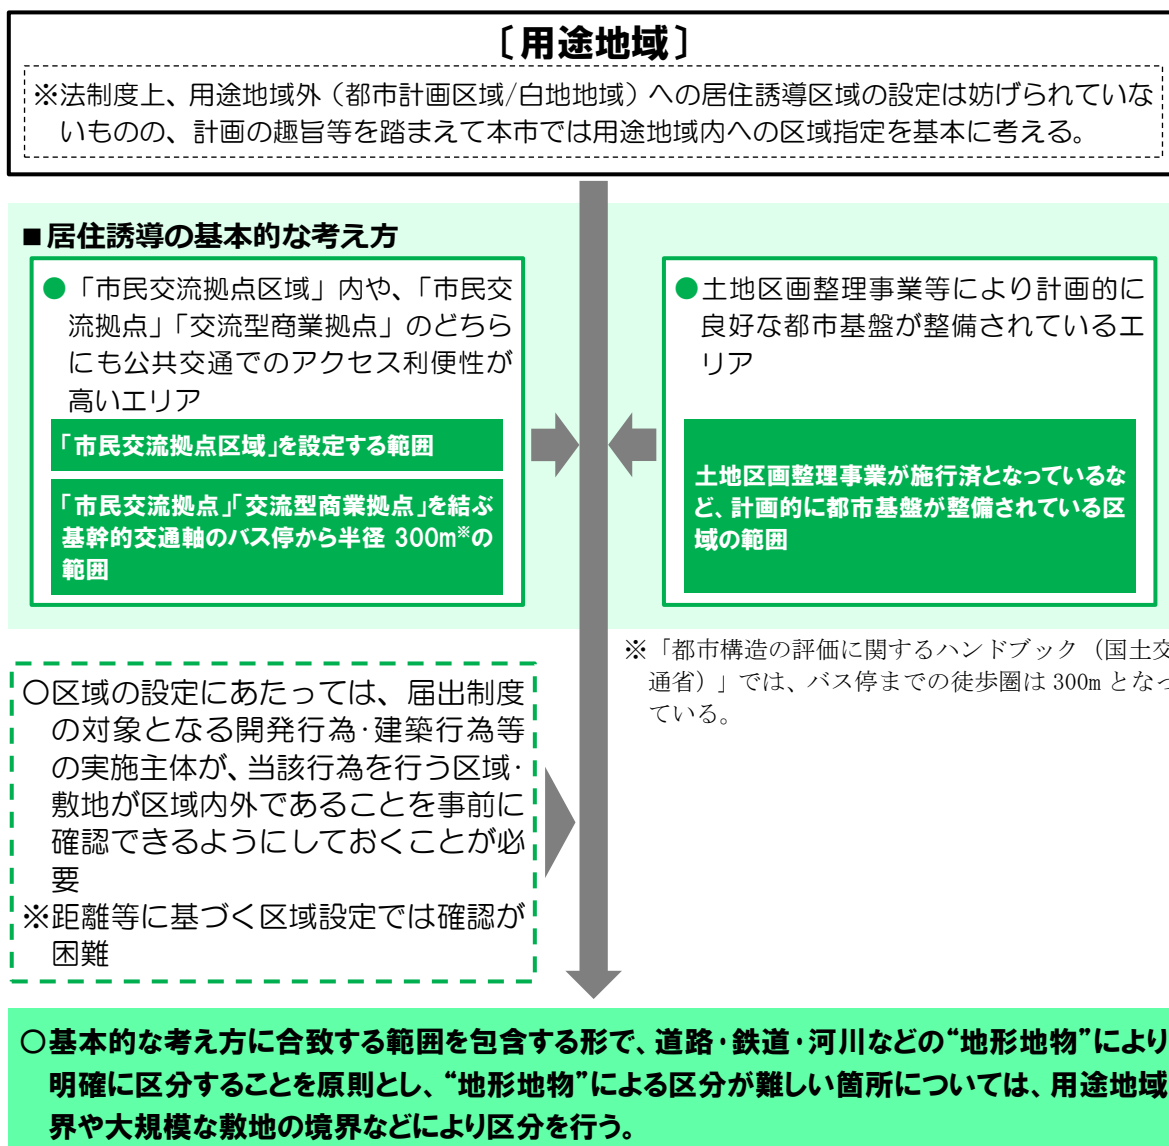 〔用途地域〕
※法制度上、用途地域外（都市計画区域/白地地域）への居住誘導区域の設定は妨げられていな
いものの、計画の趣旨等を踏まえて本市では用途地域内への区域指定を基本に考える。
■居住誘導の基本的な考え方
●「市民交流拠点区域」内や、「市民交
流拠点」「交流型商業拠点」のどちら
にも公共交通でのアクセス利便性が
高いエリア
「市民交流拠点区域」を設定する範囲
「市民交流拠点」「交流型商業拠点」を結ぶ
基幹的交通軸のバス停から半径 300m※の
範囲
●土地区画整理事業等により計画的に
良好な都市基盤が整備されているエ
リア
土地区画整理事業が施行済となっているな
ど、計画的に都市基盤が整備されている区
域の範囲
※「都市構造の評価に関するハンドブック（国土交
通省）」では、バス停までの徒歩圏は 300m となっ
ている。
○区域の設定にあたっては、届出制度
の対象となる開発行為・建築行為等
の実施主体が、当該行為を行う区域・
敷地が区域内外であることを事前に
確認できるようにしておくことが必
要
※距離等に基づく区域設定では確認が
困難
○基本的な考え方に合致する範囲を包含する形で、道路・鉄道・河川などの“地形地物”により
明確に区分することを原則とし、“地形地物”による区分が難しい箇所については、用途地域
界や大規模な敷地の境界などにより区分を行う。